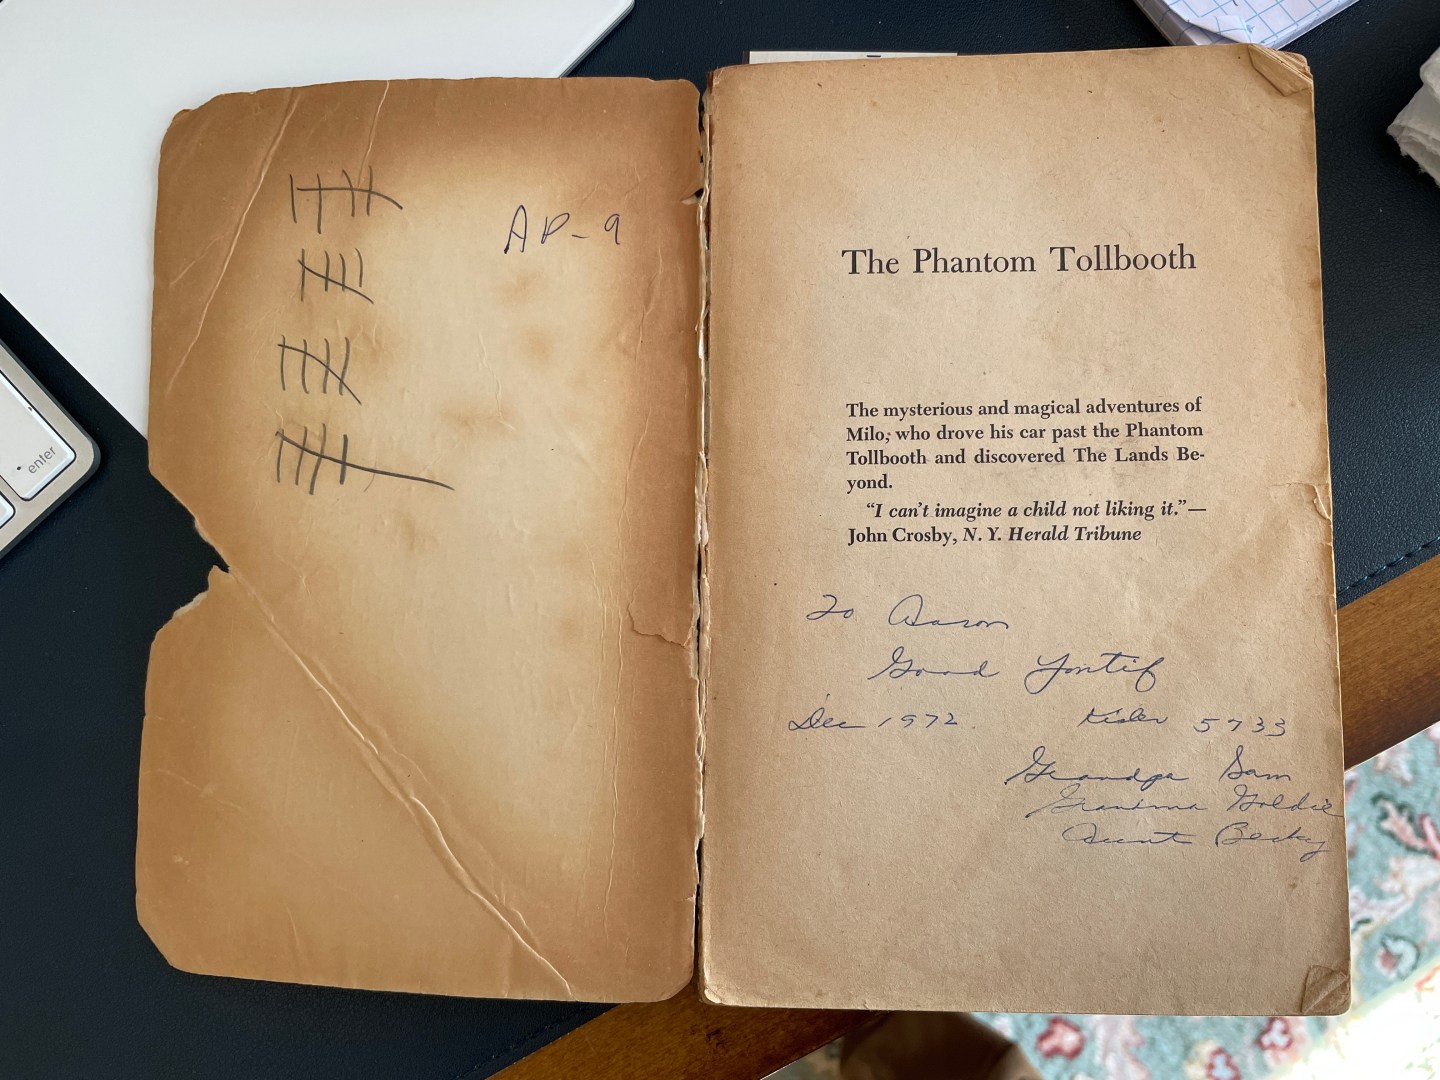 AP-9
The Phantom Tollbooth
The mysterious and magical adventures of
Milo, who drove his car past the Phantom
Tollbooth and discovered The Lands Be-
yond.
"I can't imagine a child not liking it."—
John Crosby, N. Y. Herald Tribune
To Aaron
Good Yontif
Dec 1972. Kislev 5733
Grandpa Sam
Grandma Goldie
Aunt Becky
enter